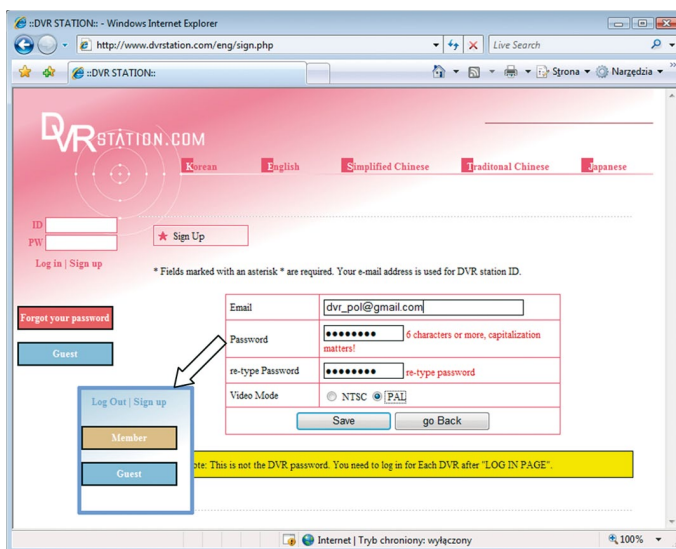 ::DVR STATION:: - Windows Internet Explorer
http://www.dvrstation.com/eng/sign.php
Live Search
::DVR STATION::
Strona
Narzędzia
DVR STATION.COM
Korean English Simplified Chinese Traditonal Chinese Japanese
ID
PW
Log in | Sign up
Sign Up
* Fields marked with an asterisk * are required. Your e-mail address is used for DVR station ID.
Forgot your password
Guest
Email dvr_pol@gmail.com
Password 6 characters or more, capitalization
matters!
re-type Password re-type password
Video Mode NTSC PAL
Save go Back
Log Out | Sign up
Member
Guest
ote: This is not the DVR password. You need to log in for Each DVR after "LOG IN PAGE".
Internet | Tryb chroniony: wyłączony
100%